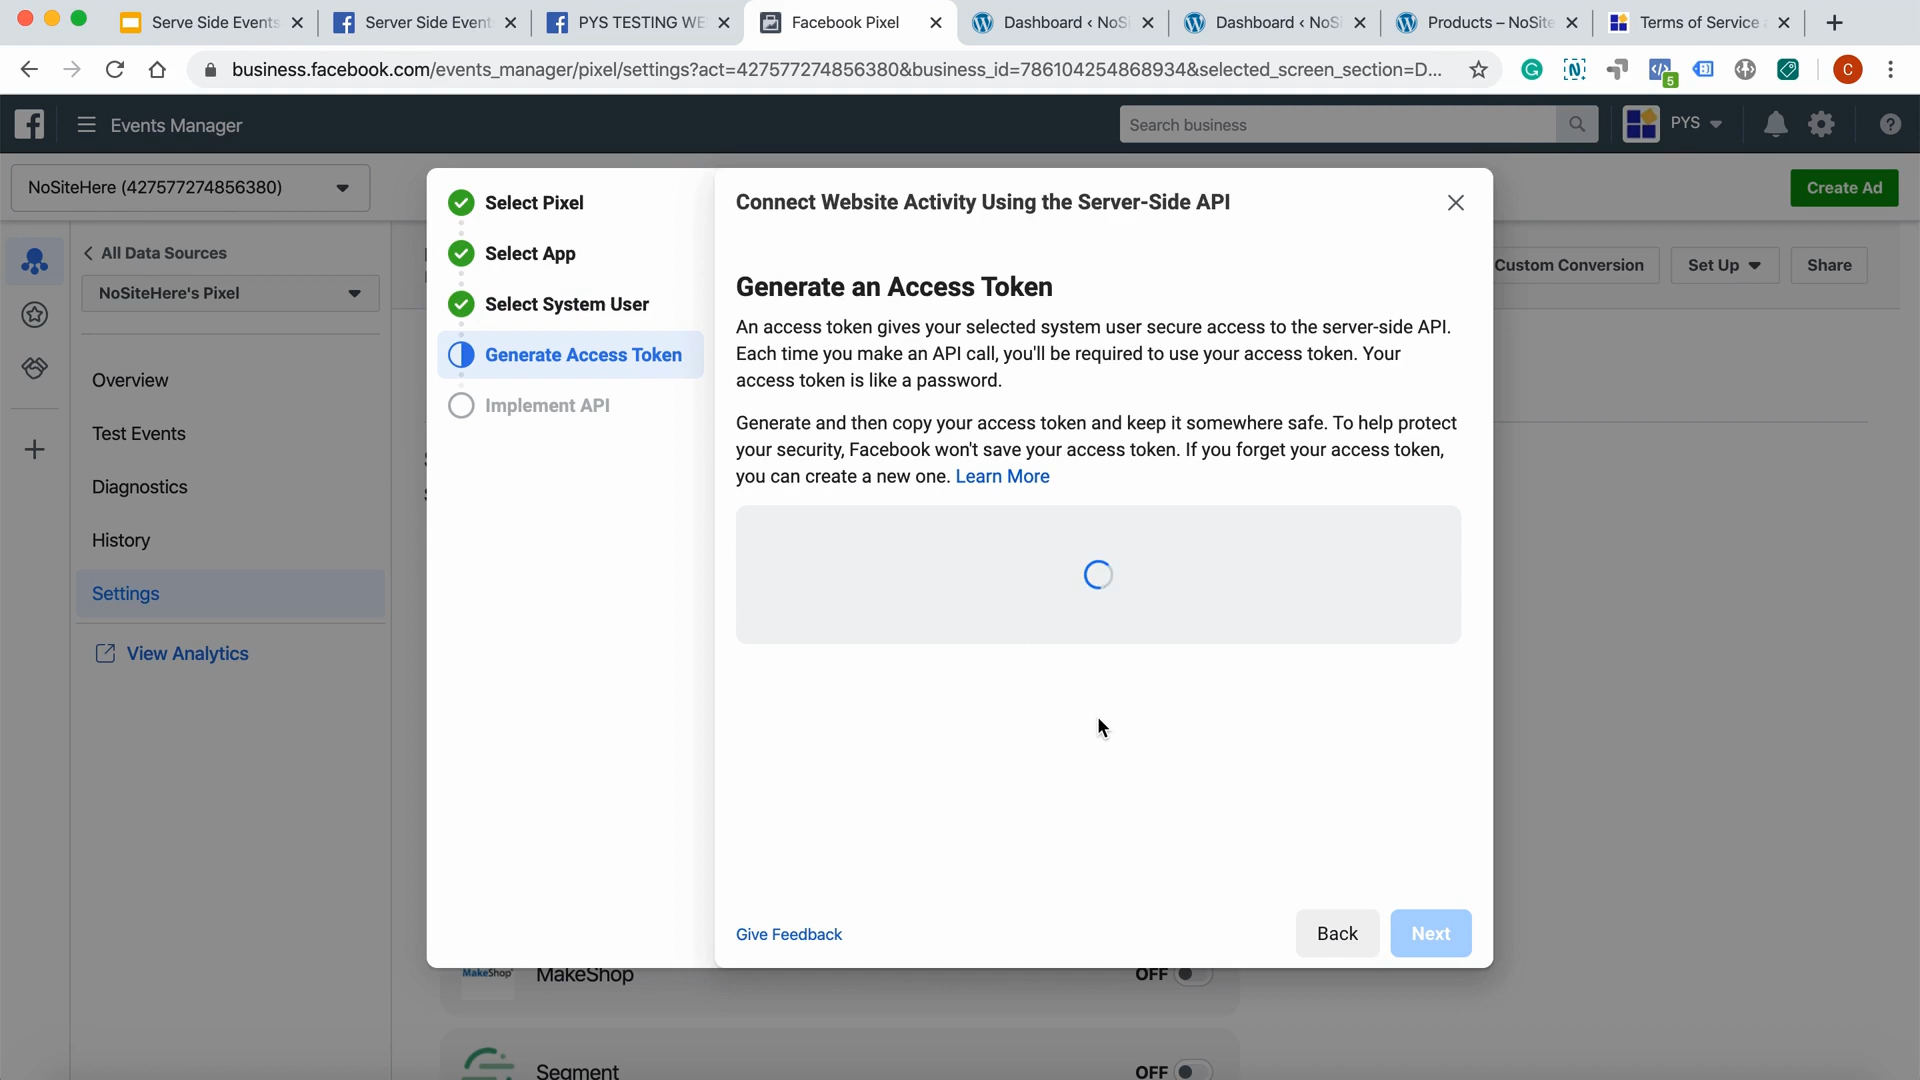 Serve Side Events
Server Side Event
PYS TESTING WE
Facebook Pixel
Dashboard < NoSi
Dashboard < NoSi
Products – NoSite
Terms of Service
business.facebook.com/events_manager/pixel/settings?act=427577274856380&business_id=786104254868934&selected_screen_section=D...
5
C
Events Manager
Search business
PYS
NoSiteHere (427577274856380)
Create Ad
All Data Sources
NoSiteHere's Pixel
Custom Conversion
Set Up
Share
Overview
Test Events
Diagnostics
History
Settings
View Analytics
Select Pixel
Select App
Select System User
Generate Access Token
Implement API
Connect Website Activity Using the Server-Side API
Generate an Access Token
An access token gives your selected system user secure access to the server-side API.
Each time you make an API call, you'll be required to use your access token. Your
access token is like a password.
Generate and then copy your access token and keep it somewhere safe. To help protect
your security, Facebook won't save your access token. If you forget your access token,
you can create a new one. Learn More
Give Feedback
Back
Next
MakeShop
MakeShop
OFF
Segment
OFF